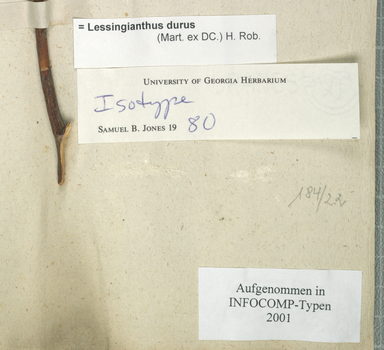 = Lessingianthus durus
(Mart. ex DC.) H. Rob.
UNIVERSITY OF GEORGIA HERBARIUM
Isotype
SAMUEL B. JONES 19 80
184/22
Aufgenommen in
INFOCOMP-Typen
2001